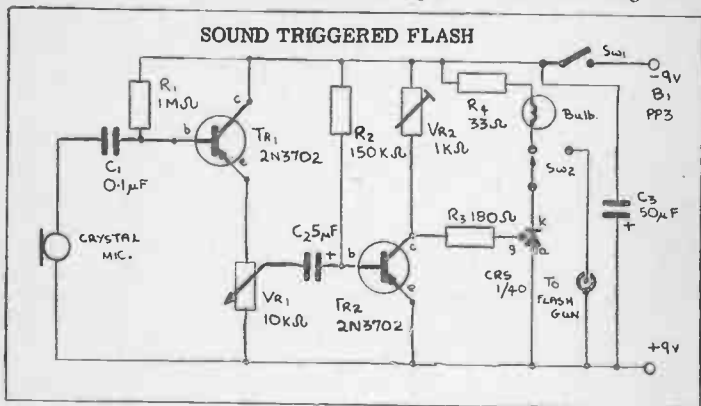 SOUND TRIGGERED FLASH
Sw1
-9v
B1
PP3
R1
1MΩ
R4
33Ω
Bulb.
c
b
TR1
2N3702
e
R2
150KΩ
VR2
1KΩ
Sw2
C1
0.1µF
C3
50µF
+
C2 5µF
+
R3 180Ω
k
g
a
c
b
CRYSTAL
MIC.
CRS
1/40
TO
FLASH
GUN
VR1
10KΩ
TR2
2N3702
e
+9v